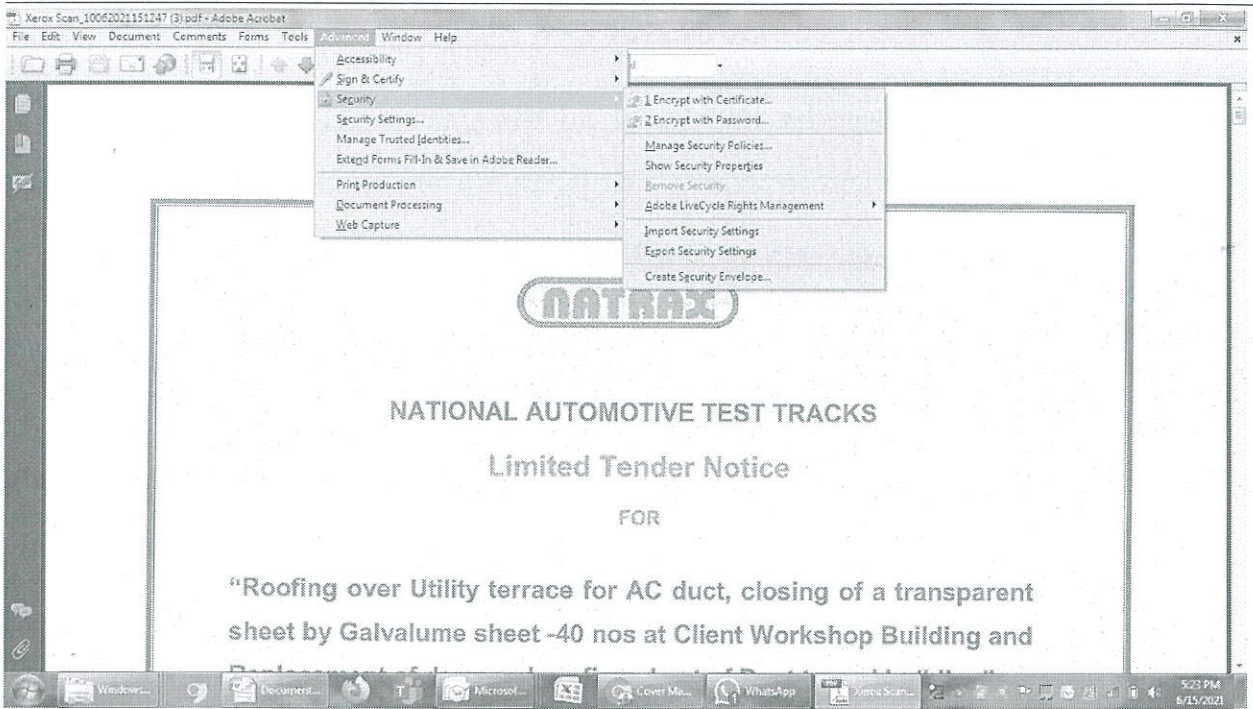 Xerox Scan_10062021151247 (3).pdf - Adobe Acrobat
File Edit View Document Comments Forms Tools Advanced Window Help
Accessibility
Sign & Certify
Security
Security Settings...
Manage Trusted Identities...
Extend Forms Fill-In & Save in Adobe Reader...
Print Production
Document Processing
Web Capture
1 Encrypt with Certificate...
2 Encrypt with Password...
Manage Security Policies...
Show Security Properties
Remove Security
Adobe LiveCycle Rights Management
Import Security Settings
Export Security Settings
Create Security Envelope...
NATRAX
NATIONAL AUTOMOTIVE TEST TRACKS
Limited Tender Notice
FOR
“Roofing over Utility terrace for AC duct, closing of a transparent
sheet by Galvalume sheet -40 nos at Client Workshop Building and
Windows... Document... Microsof... Cover Ma... WhatsApp Xerox Scan... 5:23 PM
6/15/2021